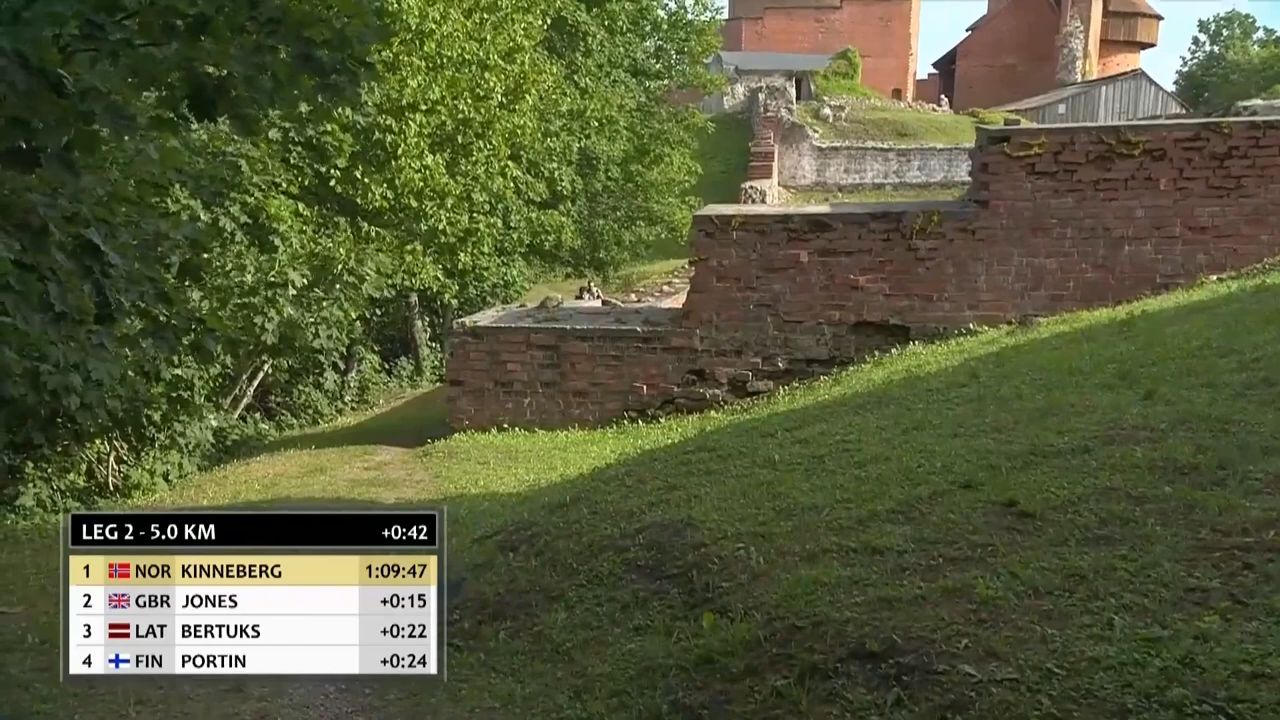 LEG 2 - 5.0 KM +0:42
1 NOR KINNEBERG 1:09:47
2 GBR JONES +0:15
3 LAT BERTUKS +0:22
4 FIN PORTIN +0:24